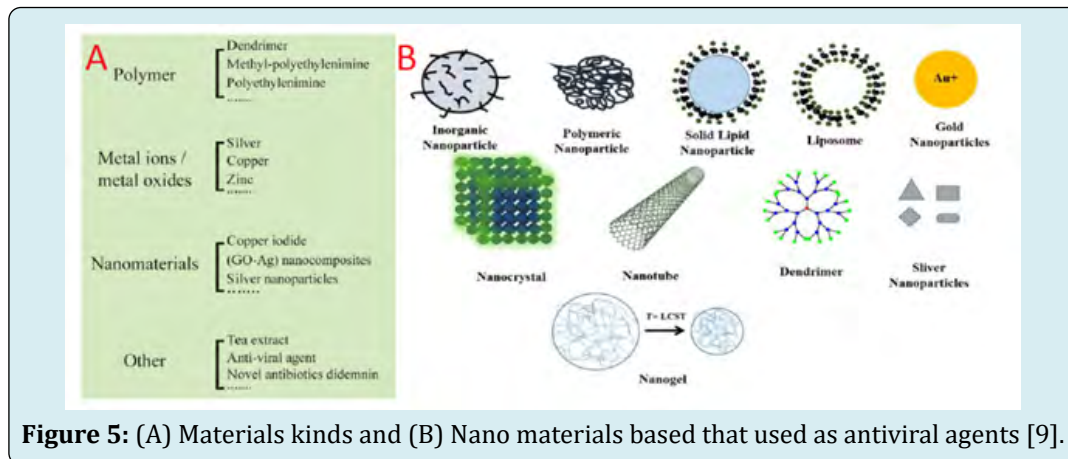 A
Polymer
Dendrimer
Methyl-polyethylenimine
Polyethylenimine
......
Metal ions /
metal oxides
Silver
Copper
Zinc
......
Nanomaterials
Copper iodide
(GO-Ag) nanocomposites
Silver nanoparticles
.......
Other
Tea extract
Anti-viral agent
Novel antibiotics didemnin
......
B
Inorganic
Nanoparticle
Polymeric
Nanoparticle
Solid Lipid
Nanoparticle
Liposome
Au+
Gold
Nanoparticles
Nanocrystal
Nanotube
Dendrimer
Sliver
Nanoparticles
T= LCST
Nanogel
Figure 5: (A) Materials kinds and (B) Nano materials based that used as antiviral agents [9].